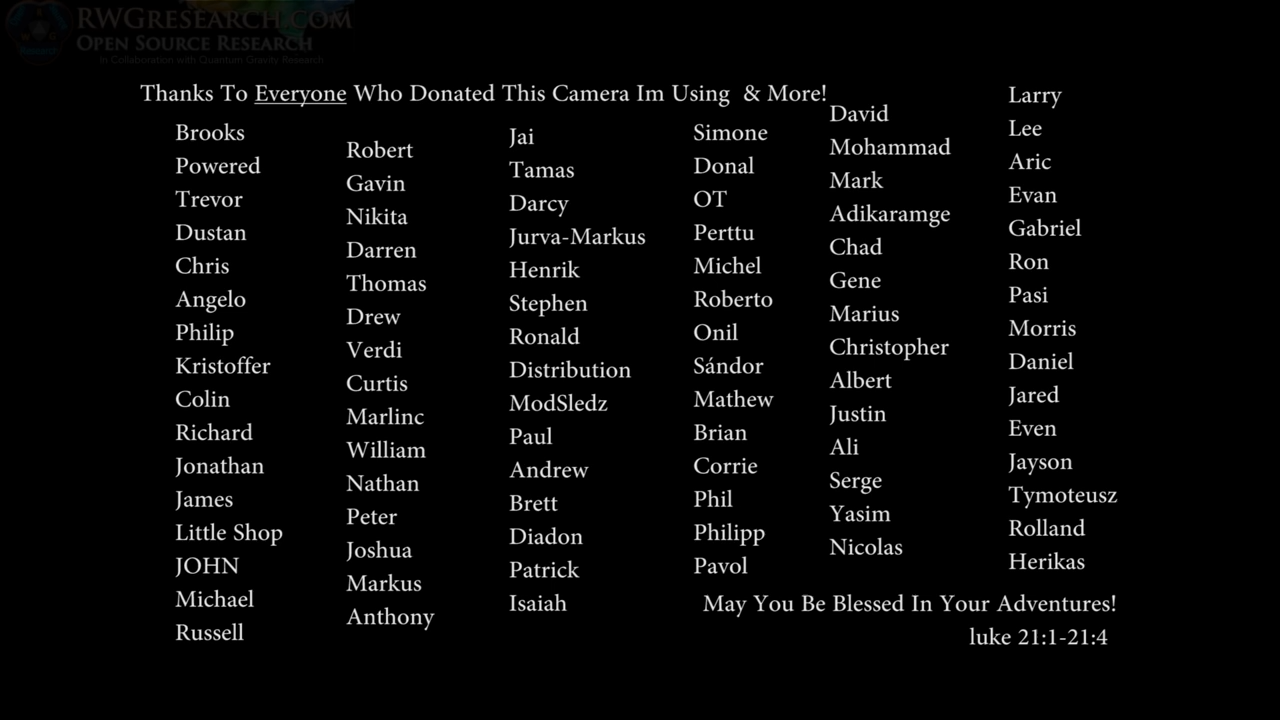 RWGRESEARCH.COM
OPEN SOURCE RESEARCH
In Collaboration with Quantum Gravity Research
Thanks To Everyone Who Donated This Camera Im Using & More!
Brooks
Powered
Trevor
Dustan
Chris
Angelo
Philip
Kristoffer
Colin
Richard
Jonathan
James
Little Shop
JOHN
Michael
Russell
Robert
Gavin
Nikita
Darren
Thomas
Drew
Verdi
Curtis
Marlinc
William
Nathan
Peter
Joshua
Markus
Anthony
Jai
Tamas
Darcy
Jurva-Markus
Henrik
Stephen
Ronald
Distribution
ModSledz
Paul
Andrew
Brett
Diadon
Patrick
Isaiah
Simone
Donal
OT
Perttu
Michel
Roberto
Onil
Sándor
Mathew
Brian
Corrie
Phil
Philipp
Pavol
David
Mohammad
Mark
Adikaramge
Chad
Gene
Marius
Christopher
Albert
Justin
Ali
Serge
Yasim
Nicolas
Larry
Lee
Aric
Evan
Gabriel
Ron
Pasi
Morris
Daniel
Jared
Even
Jayson
Tymoteusz
Rolland
Herikas
May You Be Blessed In Your Adventures!
luke 21:1-21:4